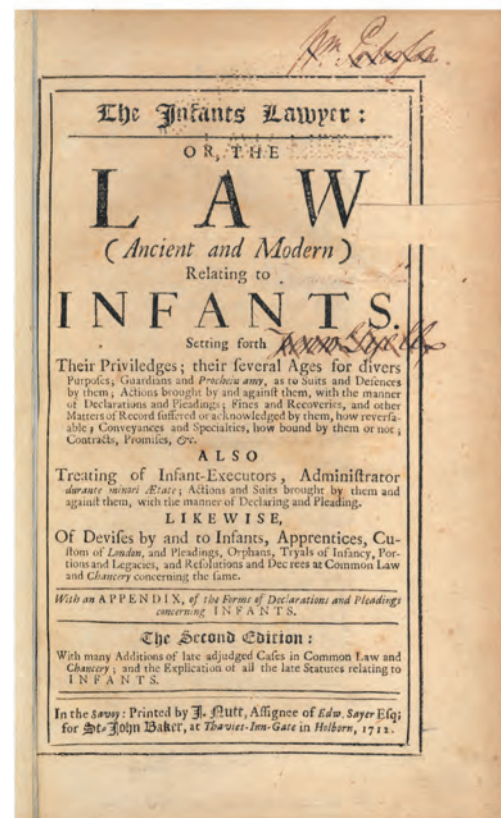 The Infants Lawyer:
OR, THE
LAW
(Ancient and Modern)
Relating to
INFANTS.
Setting forth
Their Priviledges; their ſeveral Ages for divers
Purpoſes; Guardians and Prochein amy, as to Suits and Defences
by them; Actions brought by and againſt them, with the manner
of Declarations and Pleadings; Fines and Recoveries, and other
Matters of Record ſuffered or acknowledged by them, how reverſa-
able; Conveyances and Specialties, how bound by them or not;
Contracts, Promiſes, &c.
ALSO
Treating of Infant-Executors, Adminiſtrator
durante minori Ætate; Actions and Suits brought by them and
againſt them, with the manner of Declaring and Pleading.
LIKEWISE,
Of Deviſes by and to Infants, Apprentices, Cu-
ſtom of London, and Pleadings, Orphans, Tryals of Infancy, Por-
tions and Legacies, and Reſolutions and Decrees at Common Law
and Chancery concerning the ſame.
With an APPENDIX, of the Forms of Declarations and Pleadings
concerning INFANTS.
The Second Edition:
With many Additions of late adjudged Caſes in Common Law and
Chancery; and the Explication of all the late Statutes relating to
INFANTS.
In the Savoy: Printed by J. Nutt, Aſſignee of Edw. Sayer Eſq;
for St. John Baker, at Thavies-Inn-Gate in Holborn, 1712.